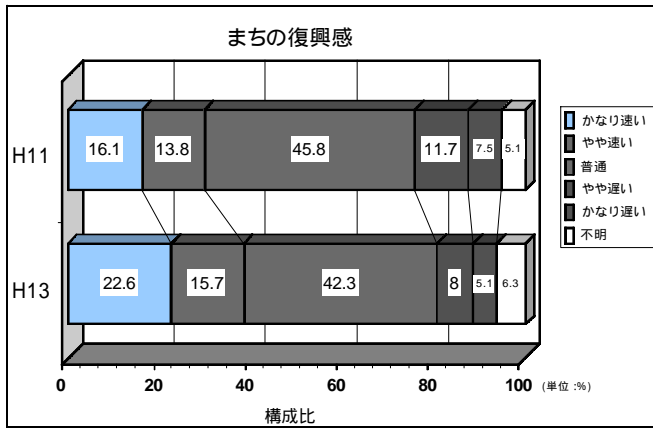 まちの復興感
H11
16.1
13.8
45.8
11.7
7.5
5.1
H13
22.6
15.7
42.3
8
5.1
6.3
0
20
40
60
80
100
(単位:%)
構成比
かなり速い
やや速い
普通
やや遅い
かなり遅い
不明